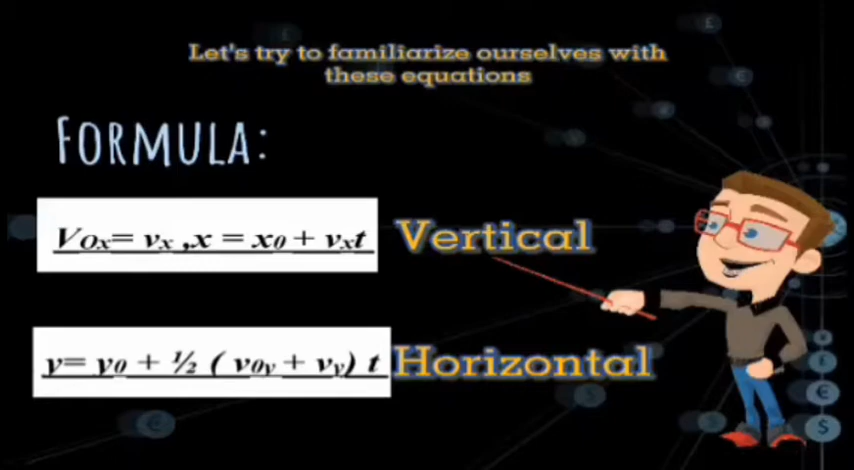 Let's try to familiarize ourselves with
these equations
FORMULA:
V0x= vx ,x = x0 + vxt Vertical
y= y0 + ½ ( v0y + vy) t Horizontal